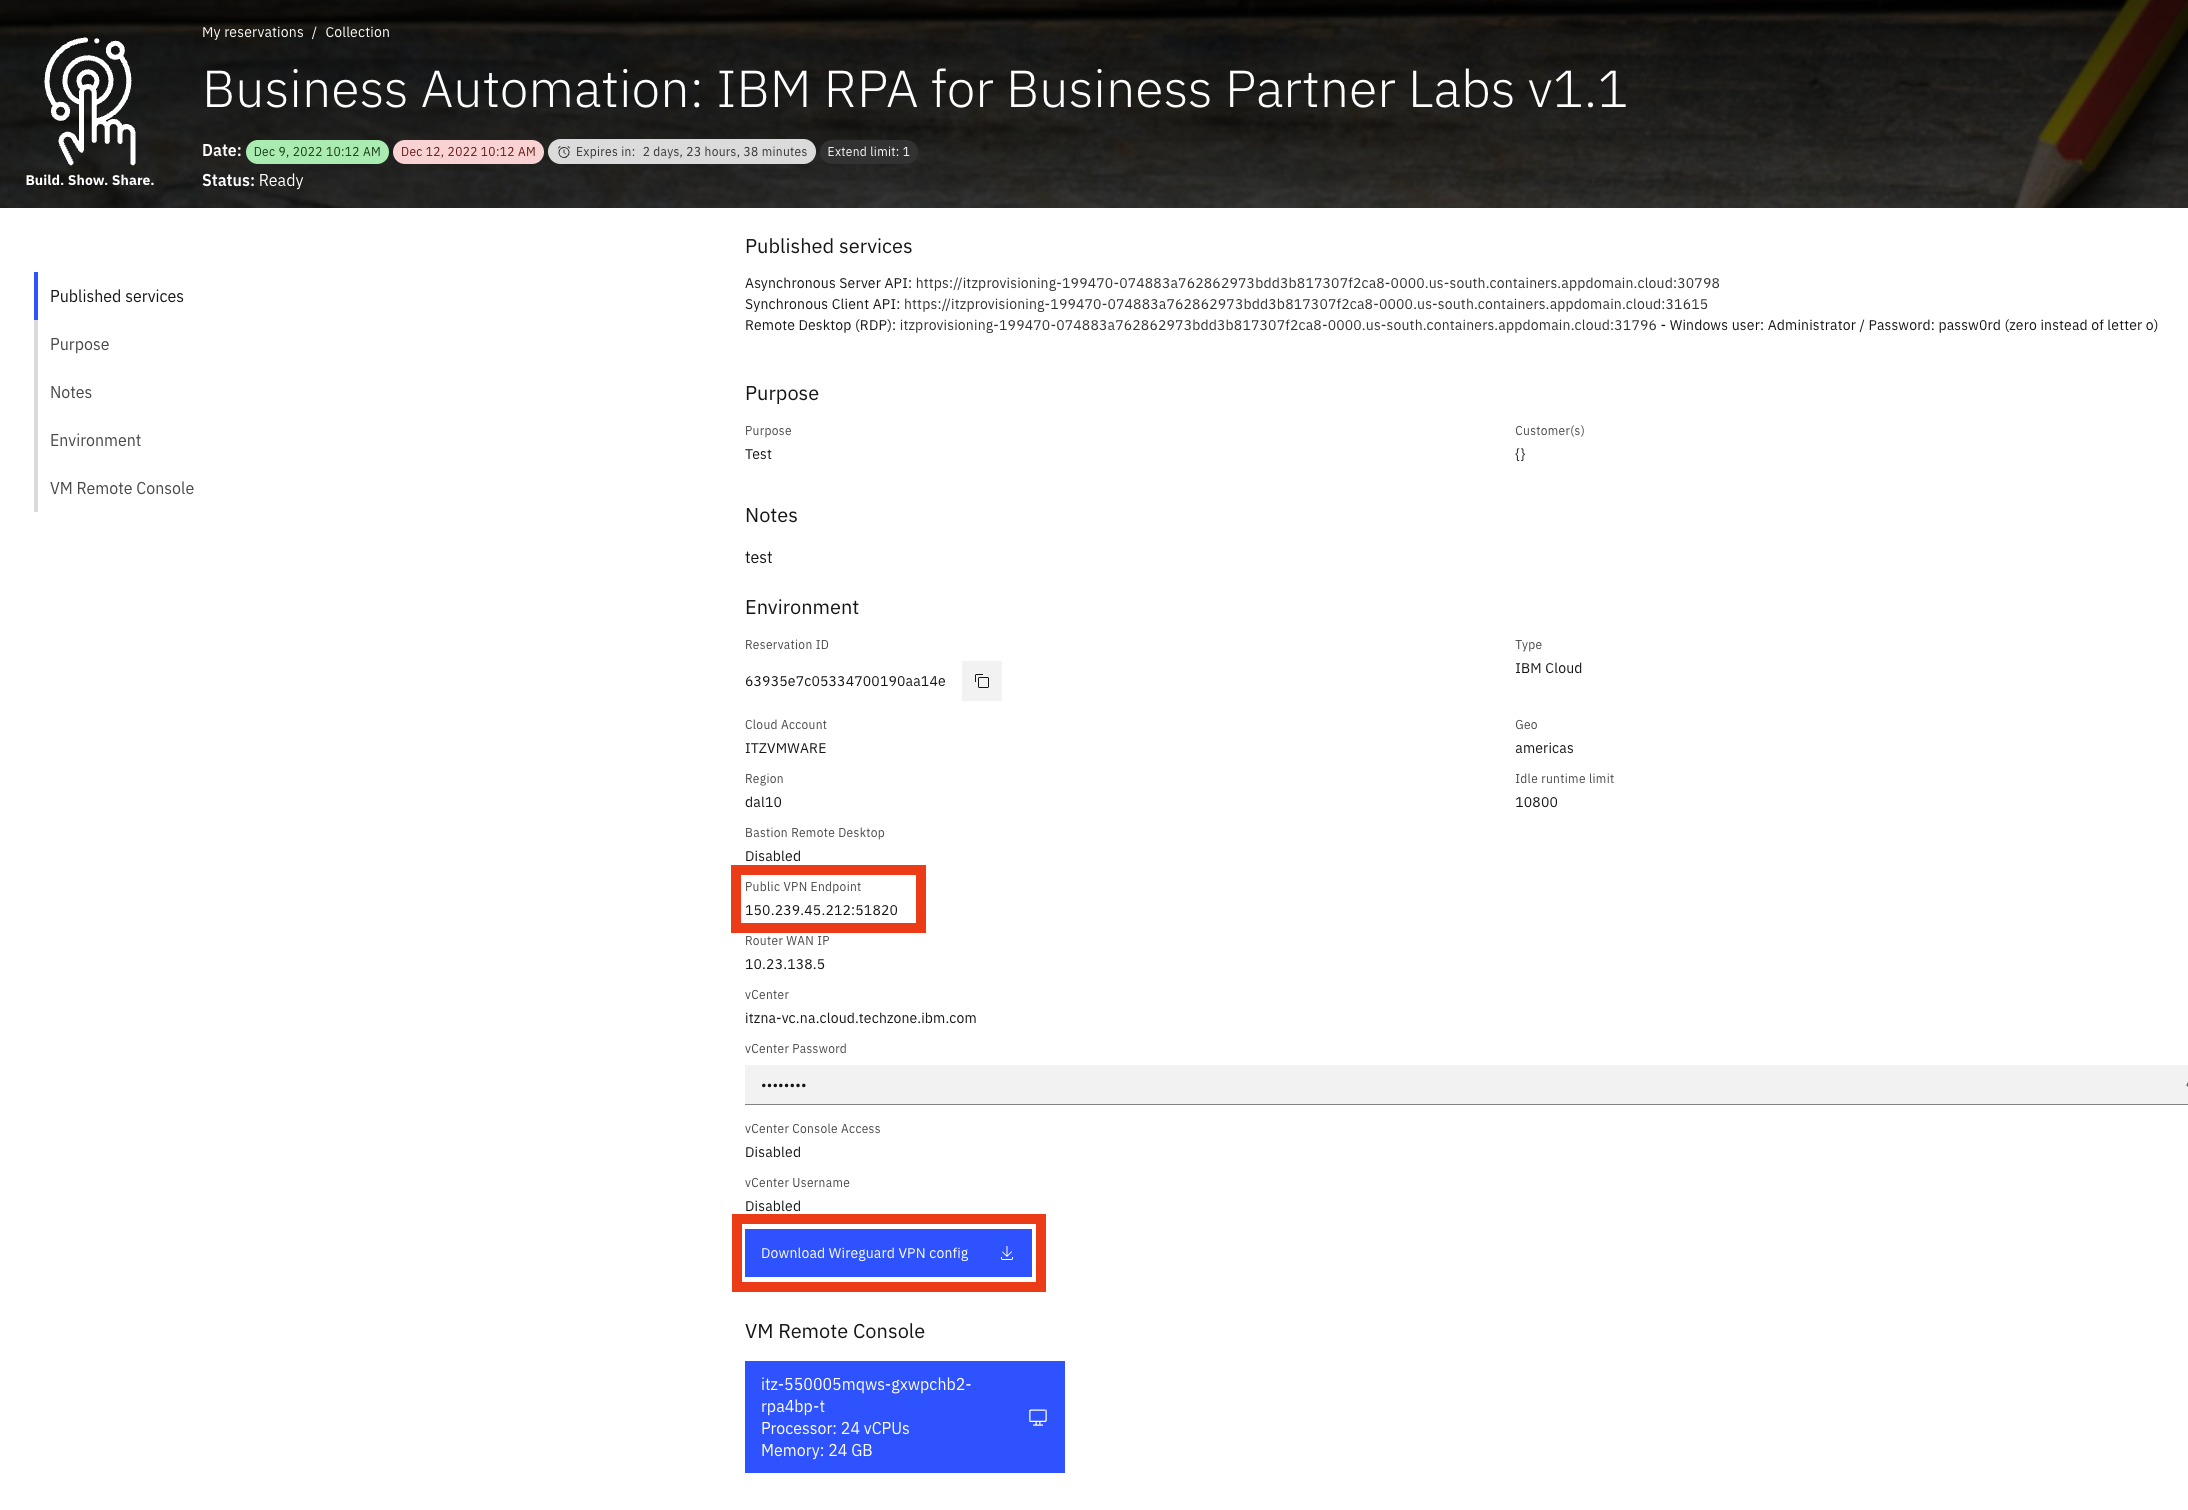 My reservations / Collection
Business Automation: IBM RPA for Business Partner Labs v1.1
Date: Dec 9, 2022 10:12 AM Dec 12, 2022 10:12 AM Expires in: 2 days, 23 hours, 38 minutes Extend limit: 1
Build. Show. Share.
Status: Ready
Published services
Purpose
Notes
Environment
VM Remote Console
Published services
Asynchronous Server API: https://itzprovisioning-199470-074883a762862973bdd3b817307f2ca8-0000.us-south.containers.appdomain.cloud:30798
Synchronous Client API: https://itzprovisioning-199470-074883a762862973bdd3b817307f2ca8-0000.us-south.containers.appdomain.cloud:31615
Remote Desktop (RDP): itzprovisioning-199470-074883a762862973bdd3b817307f2ca8-0000.us-south.containers.appdomain.cloud:31796 - Windows user: Administrator / Password: passw0rd (zero instead of letter o)
Purpose
Purpose
Test
Customer(s)
{}
Notes
test
Environment
Reservation ID
63935e7c05334700190aa14e
Type
IBM Cloud
Cloud Account
ITZVMWARE
Geo
americas
Region
dal10
Idle runtime limit
10800
Bastion Remote Desktop
Disabled
Public VPN Endpoint
150.239.45.212:51820
Router WAN IP
10.23.138.5
vCenter
itzna-vc.na.cloud.techzone.ibm.com
vCenter Password
••••••••
vCenter Console Access
Disabled
vCenter Username
Disabled
Download Wireguard VPN config
VM Remote Console
itz-550005mqws-gxwpchb2-
rpa4bp-t
Processor: 24 vCPUs
Memory: 24 GB